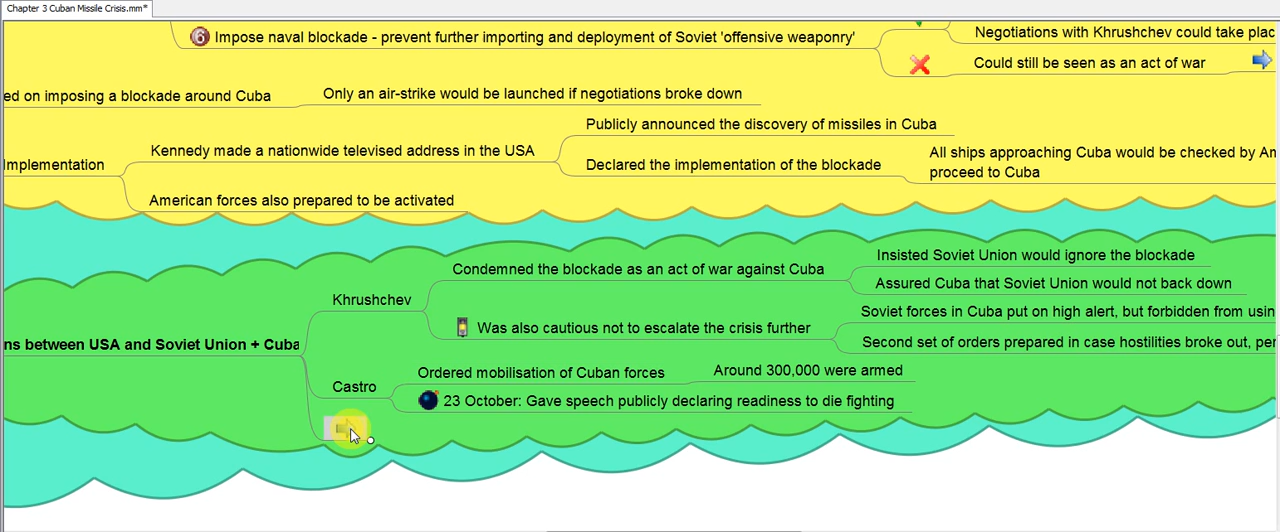 Chapter 3 Cuban Missile Crisis.mm*
6 Impose naval blockade - prevent further importing and deployment of Soviet 'offensive weaponry'
Negotiations with Khrushchev could take plac
Could still be seen as an act of war
ed on imposing a blockade around Cuba
Only an air-strike would be launched if negotiations broke down
Implementation
Kennedy made a nationwide televised address in the USA
Publicly announced the discovery of missiles in Cuba
Declared the implementation of the blockade
All ships approaching Cuba would be checked by Am
proceed to Cuba
American forces also prepared to be activated
ns between USA and Soviet Union + Cuba
Khrushchev
Condemned the blockade as an act of war against Cuba
Insisted Soviet Union would ignore the blockade
Assured Cuba that Soviet Union would not back down
Was also cautious not to escalate the crisis further
Soviet forces in Cuba put on high alert, but forbidden from usin
Second set of orders prepared in case hostilities broke out, per
Castro
Ordered mobilisation of Cuban forces
Around 300,000 were armed
23 October: Gave speech publicly declaring readiness to die fighting